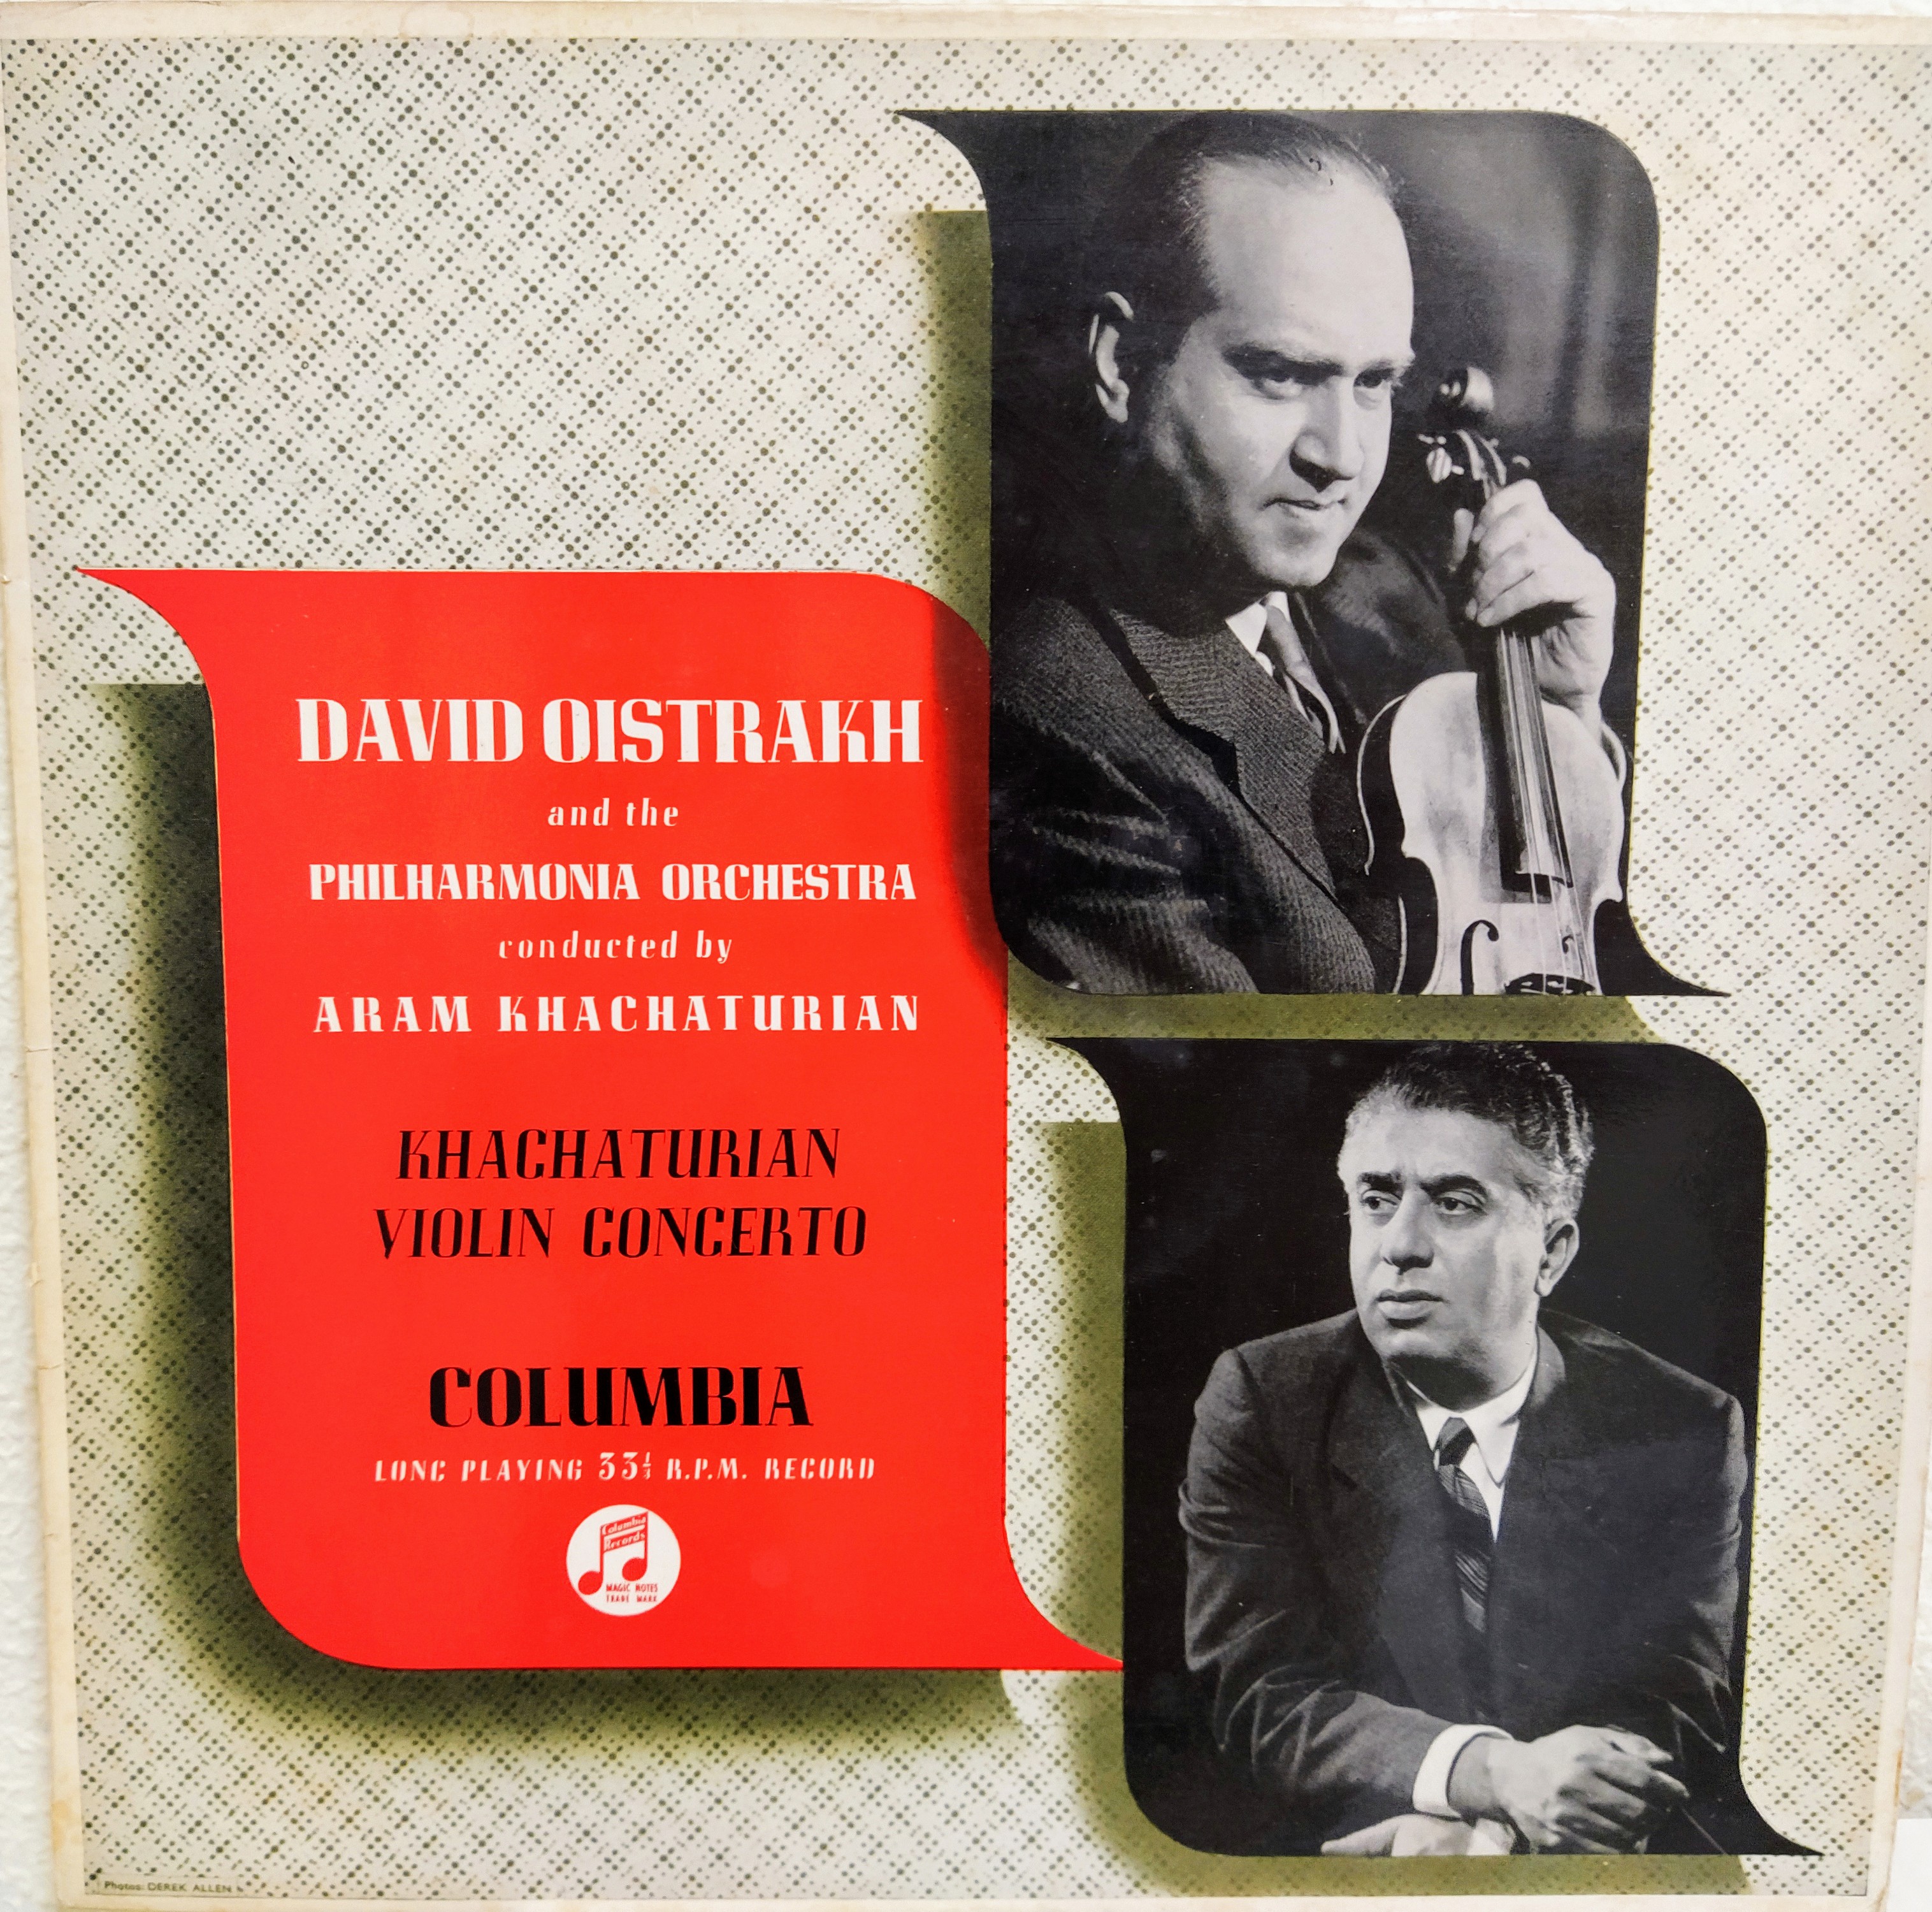 DAVID OISTRAKH
and the
PHILHARMONIA ORCHESTRA
conducted by
ARAM KHACHATURIAN
KHACHATURIAN
VIOLIN CONCERTO
COLUMBIA
LONG PLAYING 33⅓ R.P.M. RECORD
Columbia
Records
MAGIC NOTES
TRADE MARK
Photos: DEREK ALLEN